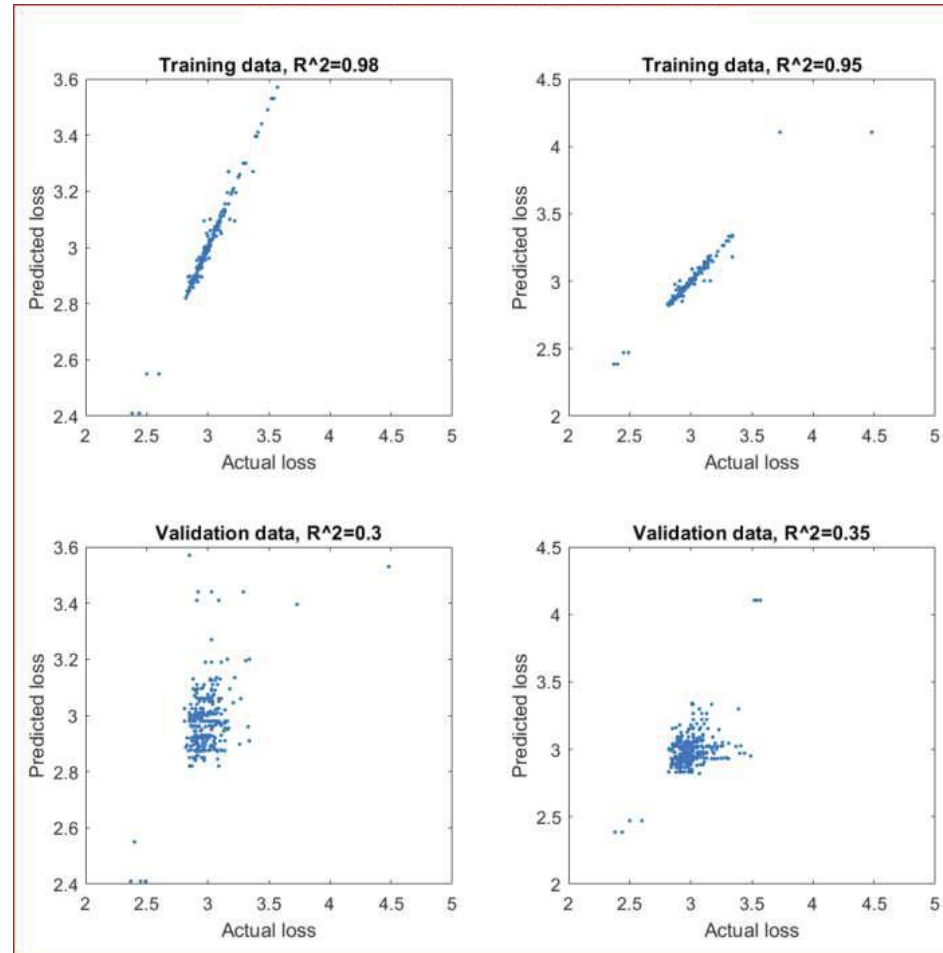 Training data, R^2=0.98
3.6
3.4
3.2
3
2.8
2.6
2.4
Predicted loss
2 2.5 3 3.5 4 4.5 5
Actual loss
Training data, R^2=0.95
4.5
4
3.5
3
2.5
2
Predicted loss
2 2.5 3 3.5 4 4.5 5
Actual loss
Validation data, R^2=0.3
3.6
3.4
3.2
3
2.8
2.6
2.4
Predicted loss
2 2.5 3 3.5 4 4.5 5
Actual loss
Validation data, R^2=0.35
4.5
4
3.5
3
2.5
2
Predicted loss
2 2.5 3 3.5 4 4.5 5
Actual loss